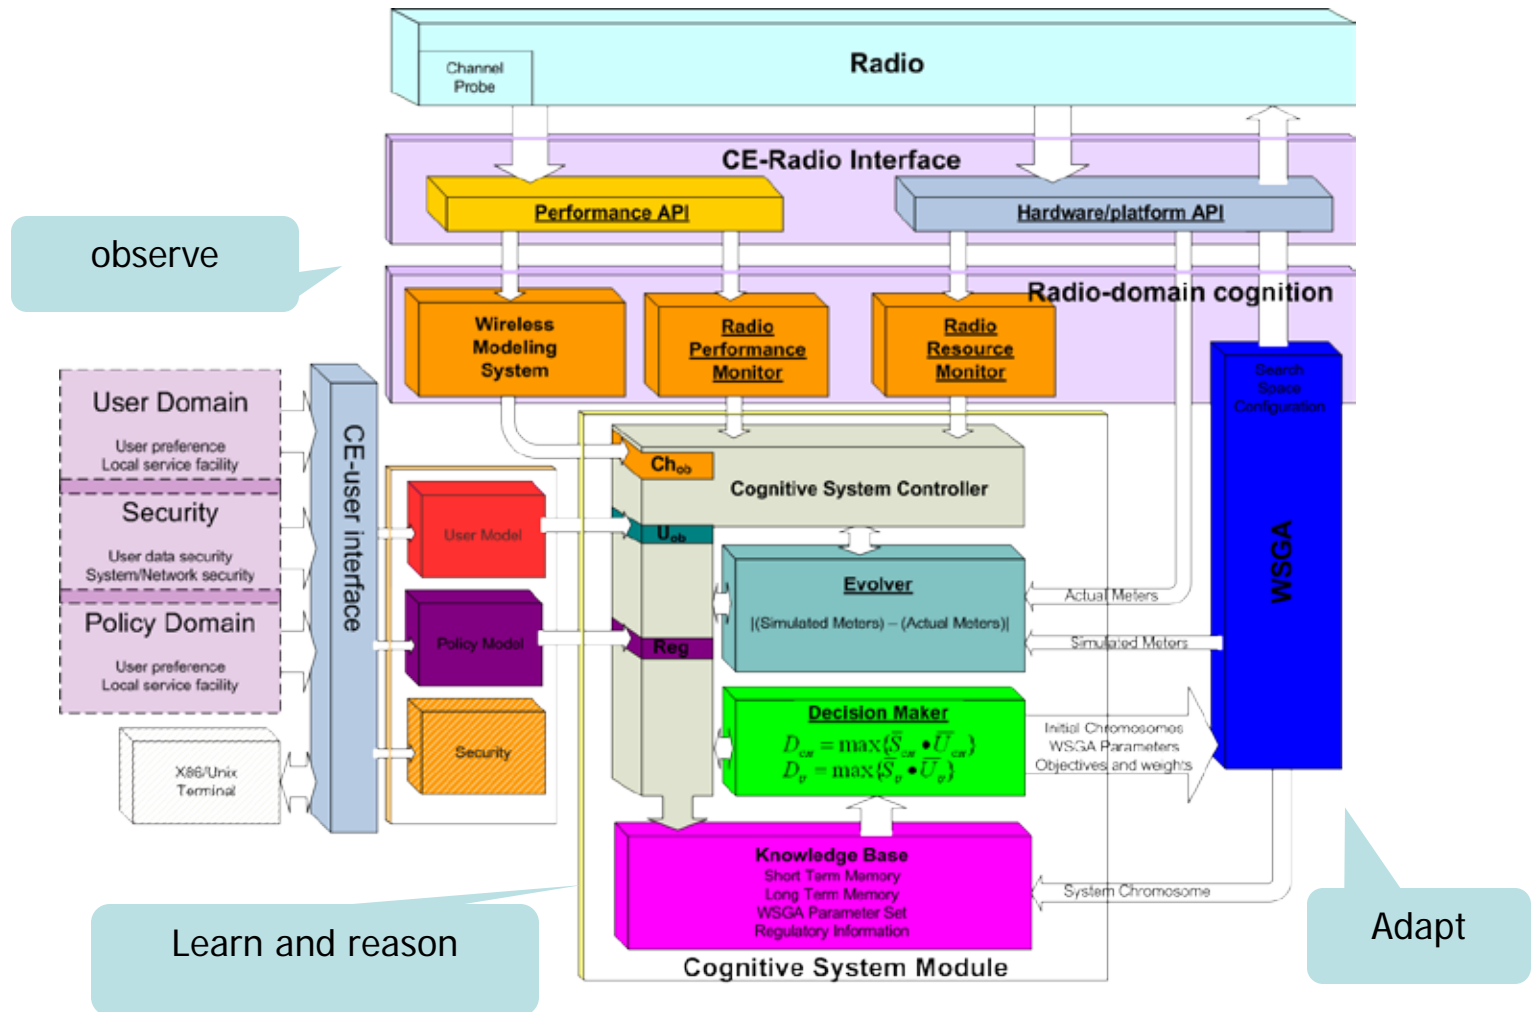 Radio
Channel
Probe
CE-Radio Interface
Performance API
Hardware/platform API
observe
Radio-domain cognition
Wireless
Modeling
System
Radio
Performance
Monitor
Radio
Resource
Monitor
Search
Space
Configuration
WSGA
User Domain
User preference
Local service facility
Security
User data security
System/Network security
Policy Domain
User preference
Local service facility
X86/Unix
Terminal
CE-user interface
User Model
Policy Model
Security
Ch_ob
Cognitive System Controller
U_ob
Reg
Evolver
|(Simulated Meters) – (Actual Meters)|
Actual Meters
Simulated Meters
Decision Maker
Initial Chromosomes
WSGA Parameters
Objectives and weights
Knowledge Base
Short Term Memory
Long Term Memory
WSGA Parameter Set
Regulatory Information
System Chromosome
Cognitive System Module
Learn and reason
Adapt